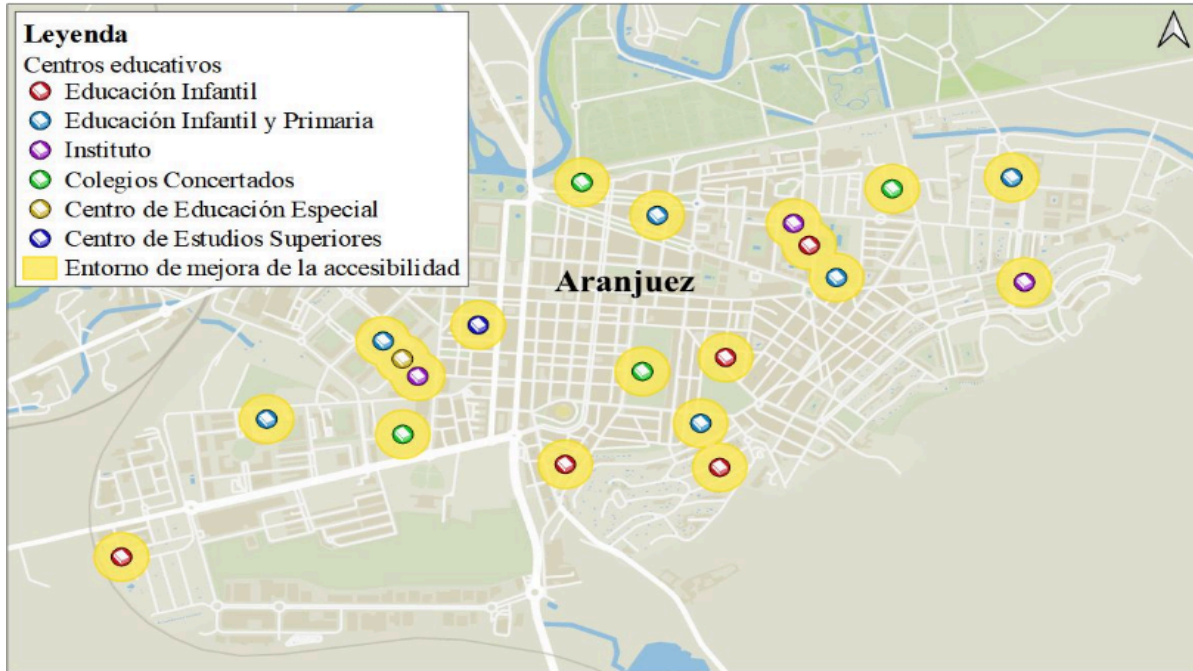 Leyenda
Centros educativos
Educación Infantil
Educación Infantil y Primaria
Instituto
Colegios Concertados
Centro de Educación Especial
Centro de Estudios Superiores
Entorno de mejora de la accesibilidad
Aranjuez